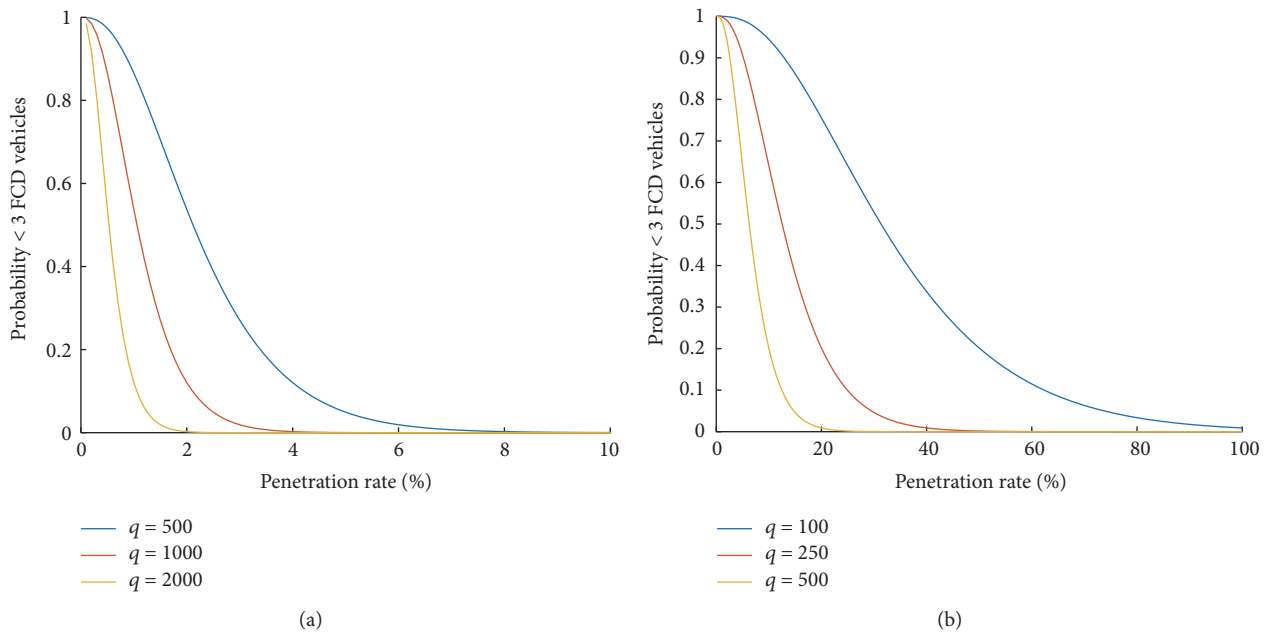 Probability < 3 FCD vehicles
1
0.8
0.6
0.4
0.2
0
0 2 4 6 8 10
Penetration rate (%)
q = 500
q = 1000
q = 2000
(a)
Probability < 3 FCD vehicles
1
0.9
0.8
0.7
0.6
0.5
0.4
0.3
0.2
0.1
0
0 20 40 60 80 100
Penetration rate (%)
q = 100
q = 250
q = 500
(b)